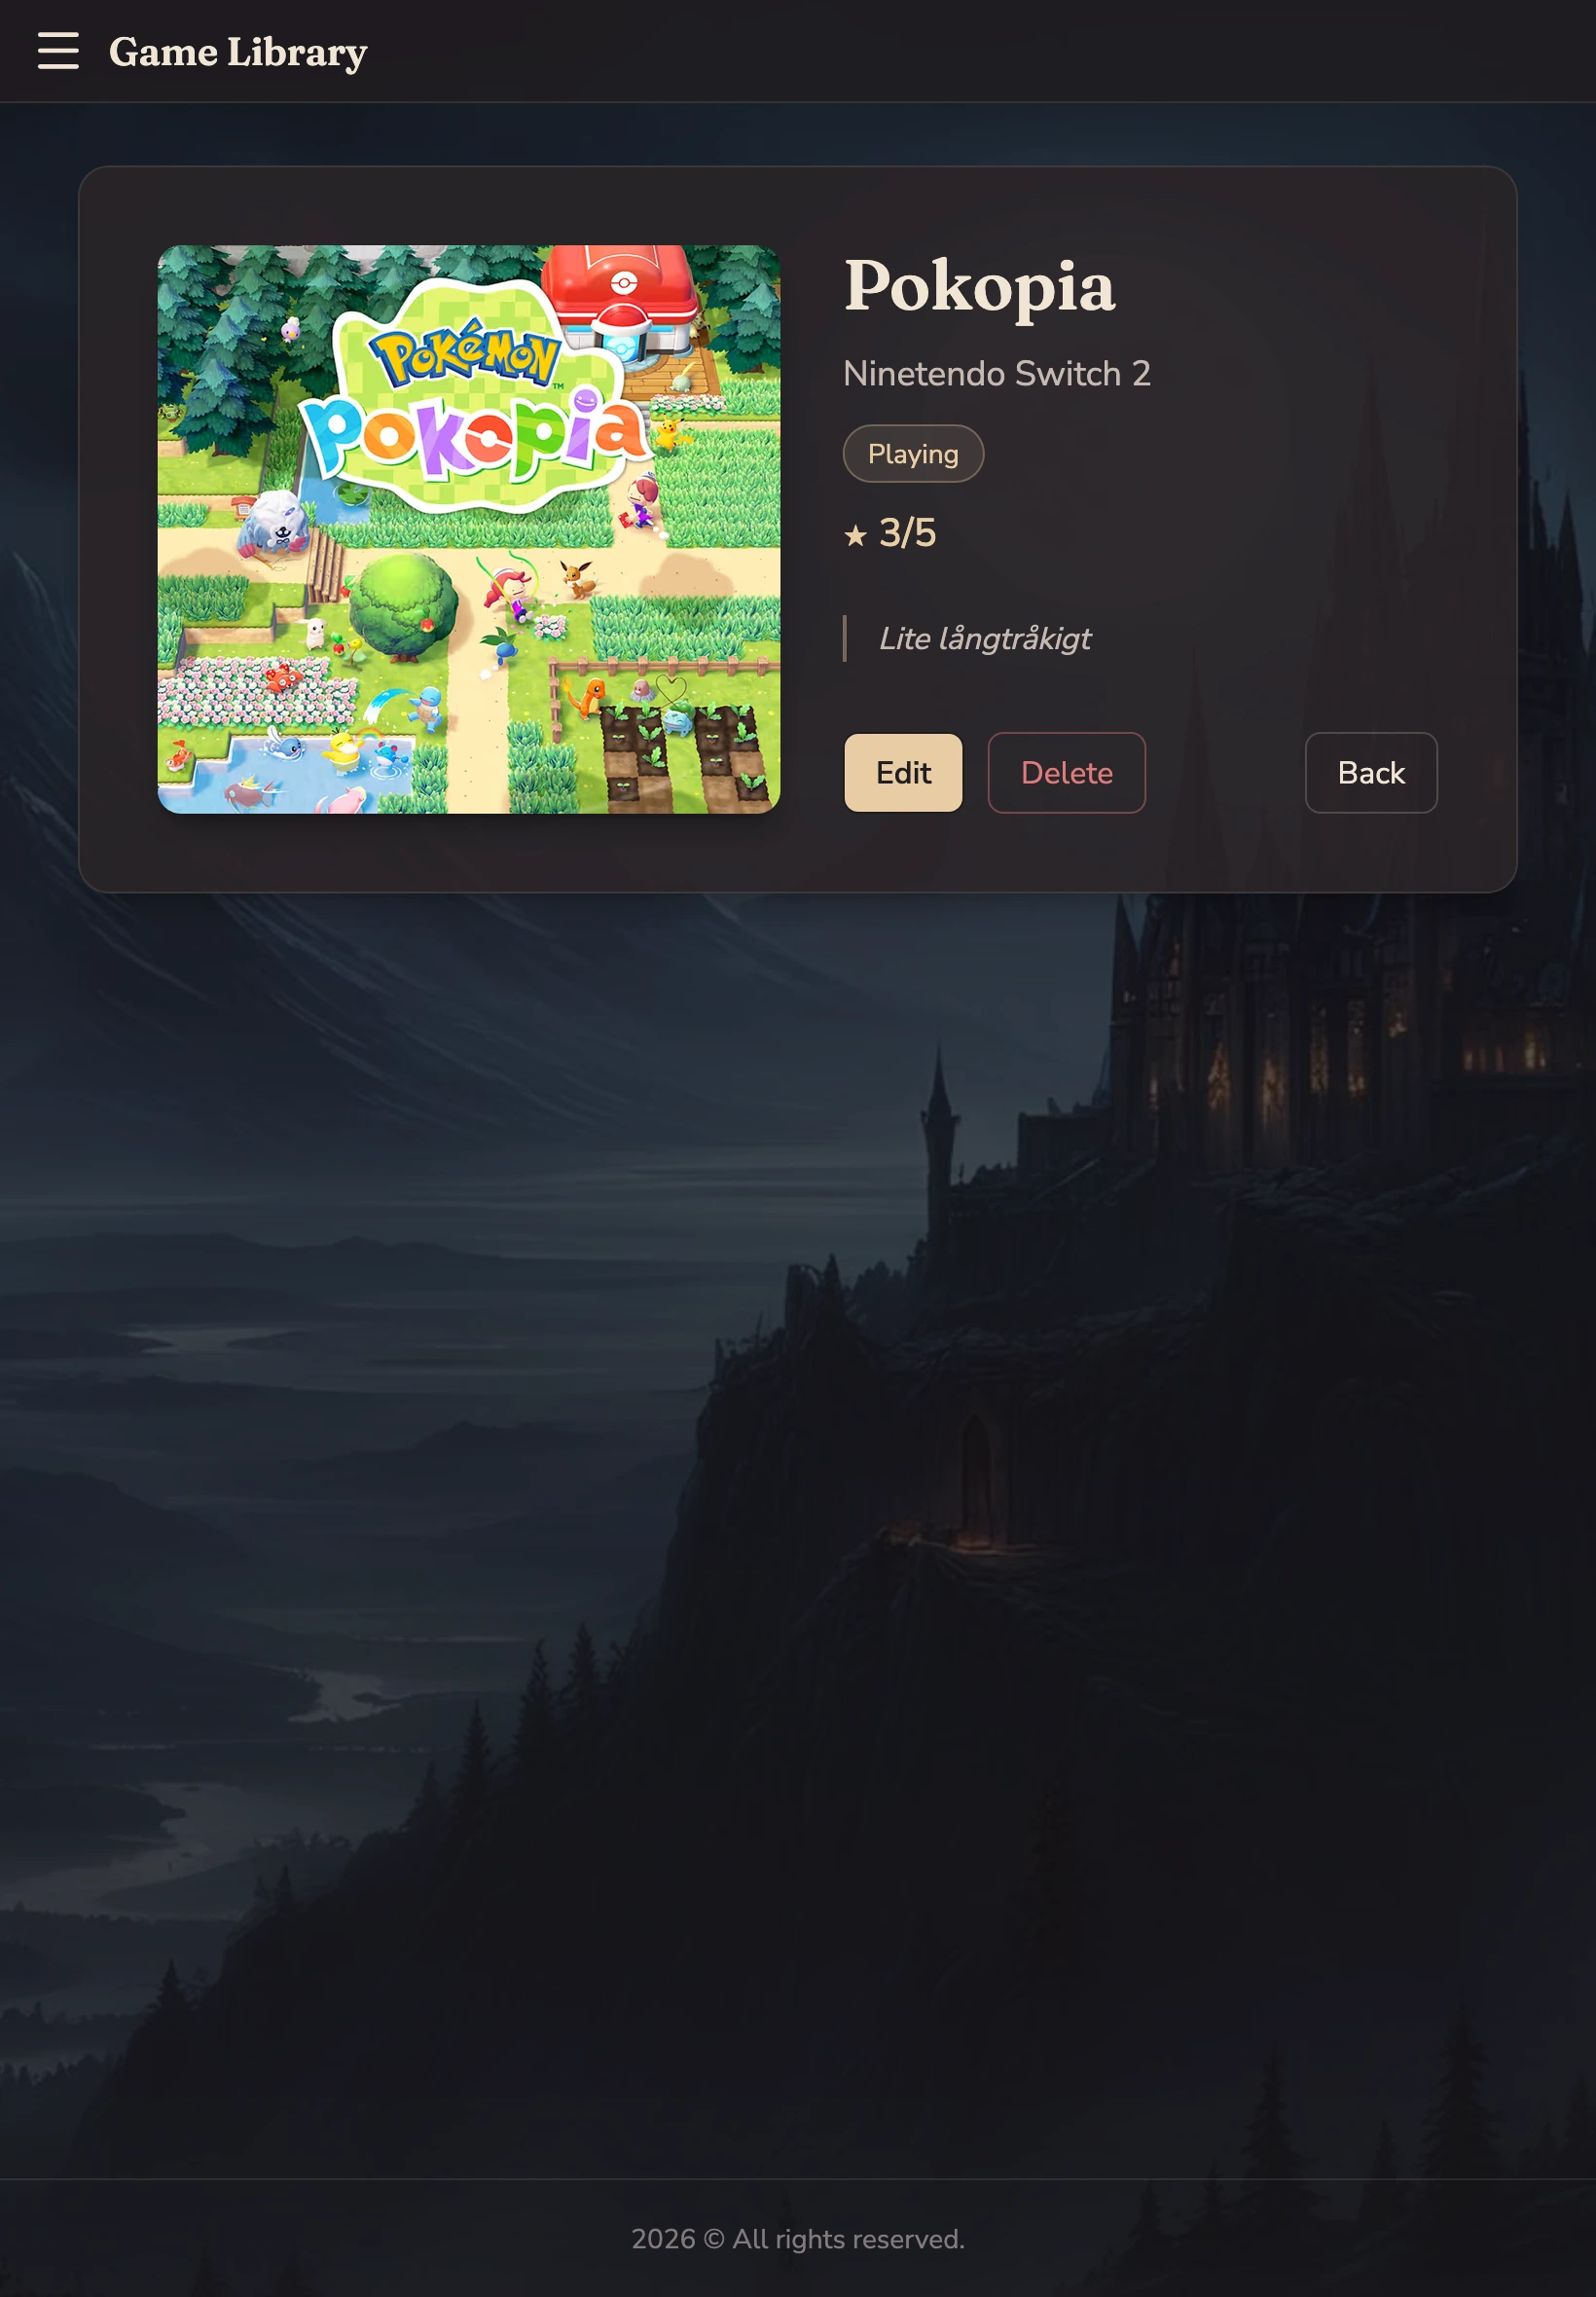 Game Library
POKéMON
TM
pokopia
Pokopia
Ninetendo Switch 2
Playing
★ 3/5
Lite långtråkigt
Edit
Delete
Back
2026 © All rights reserved.